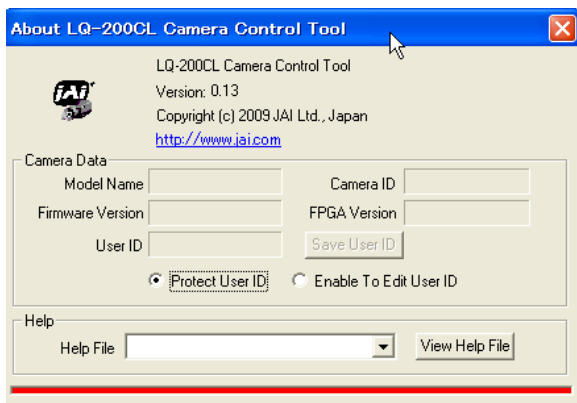 About LQ-200CL Camera Control Tool
JAI
LQ-200CL Camera Control Tool
Version: 0.13
Copyright (c) 2009 JAI Ltd., Japan
http://www.jai.com
Camera Data
Model Name
Camera ID
Firmware Version
FPGA Version
User ID
Save User ID
Protect User ID
Enable To Edit User ID
Help
Help File
View Help File